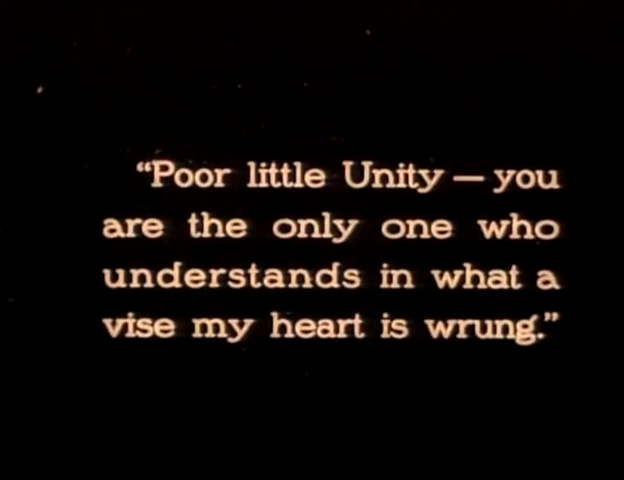 “Poor little Unity — you
are the only one who
understands in what a
vise my heart is wrung.”